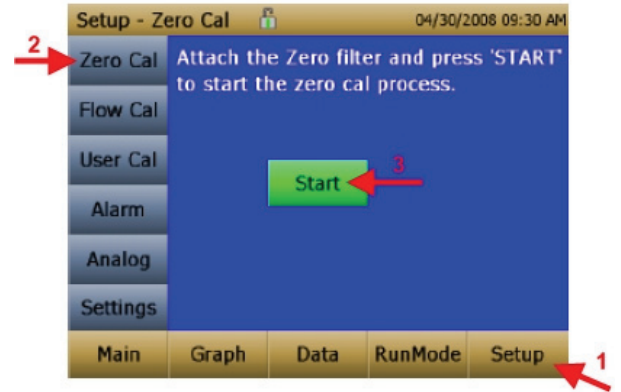 Setup - Zero Cal 04/30/2008 09:30 AM
2
Zero Cal
Attach the Zero filter and press 'START'
to start the zero cal process.
Flow Cal
User Cal
Start
3
Alarm
Analog
Settings
Main Graph Data RunMode Setup
1